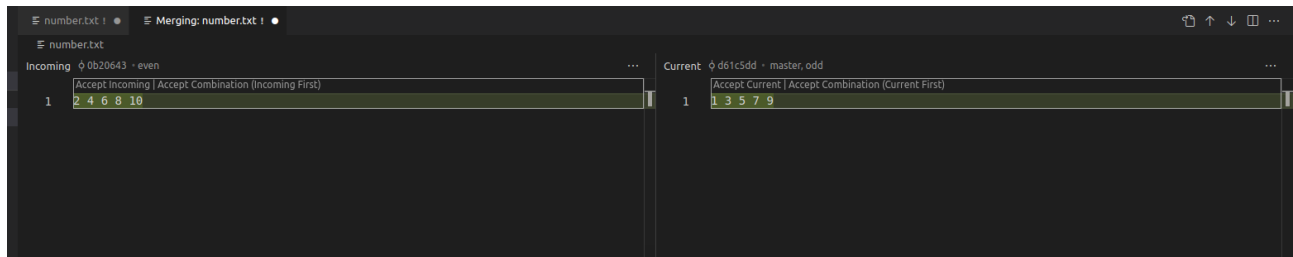 number.txt ! ● Merging: number.txt ! ●
number.txt
Incoming 0b20643 · even ···
Current d61c5dd · master, odd ···
Accept Incoming | Accept Combination (Incoming First)
1 2 4 6 8 10
Accept Current | Accept Combination (Current First)
1 1 3 5 7 9